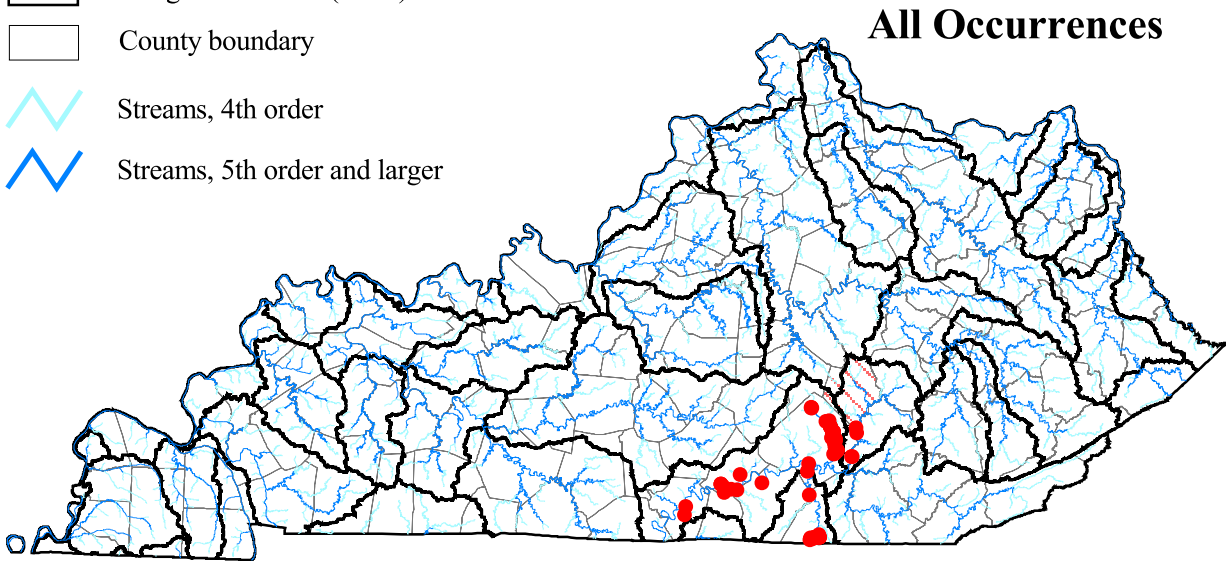 All Occurrences
County boundary
Streams, 4th order
Streams, 5th order and larger